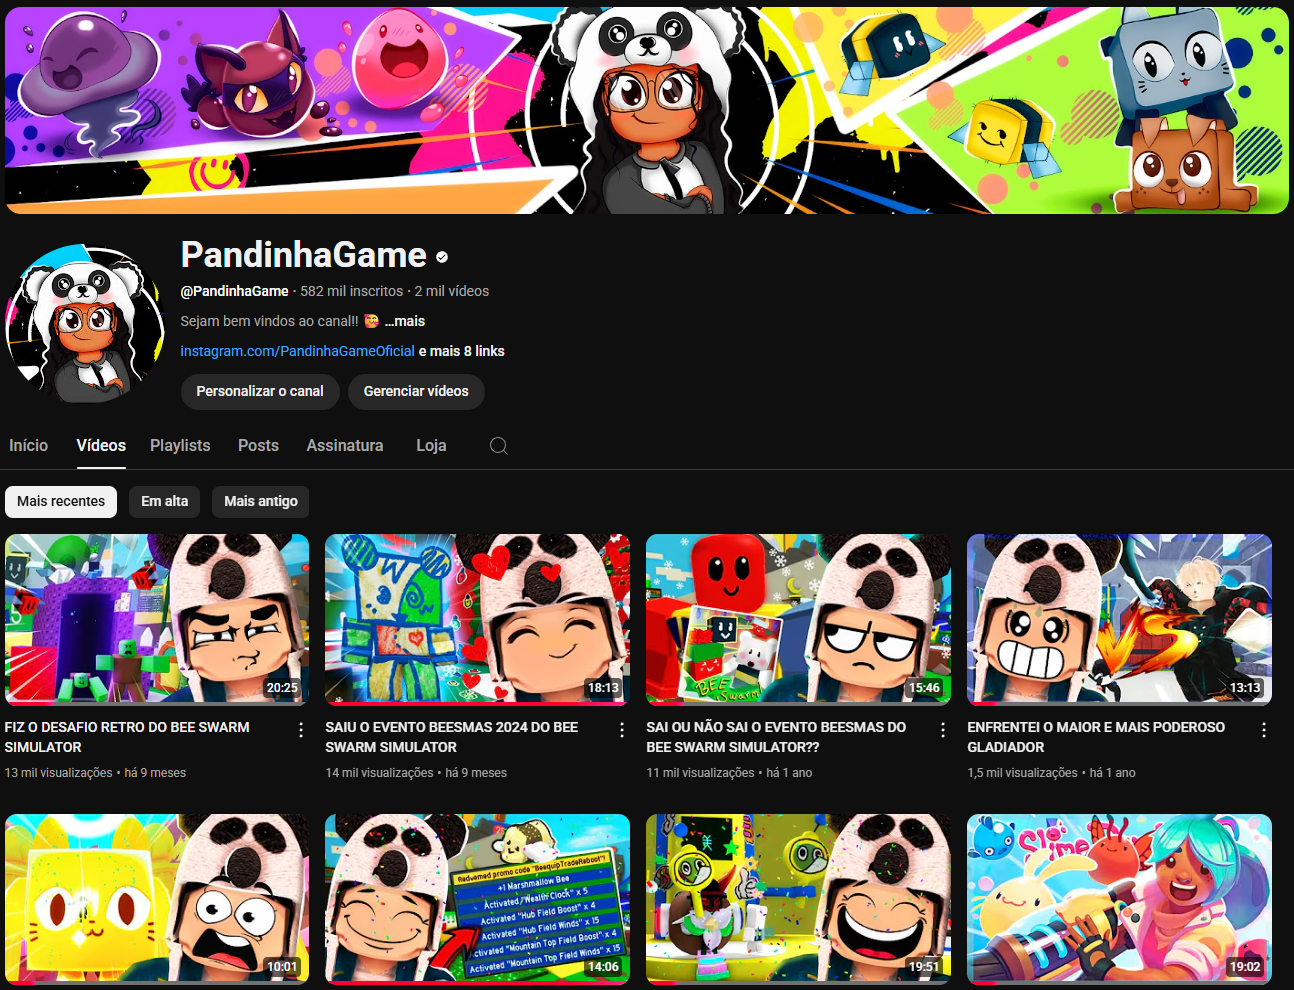 PandinhaGame
@PandinhaGame • 582 mil inscritos • 2 mil vídeos
Sejam bem vindos ao canal!! 🥰 ...mais
instagram.com/PandinhaGameOficial e mais 8 links
Personalizar o canal Gerenciar vídeos
Início Vídeos Playlists Posts Assinatura Loja
Mais recentes Em alta Mais antigo
BEE Swarm
20:25 18:13 15:46 13:13
FIZ O DESAFIO RETRO DO BEE SWARM
SIMULATOR
13 mil visualizações • há 9 meses
SAIU O EVENTO BEESMAS 2024 DO BEE
SWARM SIMULATOR
14 mil visualizações • há 9 meses
SAI OU NÃO SAI O EVENTO BEESMAS DO
BEE SWARM SIMULATOR??
11 mil visualizações • há 1 ano
ENFRENTEI O MAIOR E MAIS PODEROSO
GLADIADOR
1,5 mil visualizações • há 1 ano
Redeemed promo code "BeequipTradeReboot"!
+1 Marshmallow Bee
Activated "Wealth Clock" x 5
Activated "Hub Field Boost" x 4
Activated "Hub Field Winds" x 15
Activated "Mountain Top Field Boost" x 4
Activated "Mountain Top Field Winds" x 15
10:01 14:06 19:51 19:02